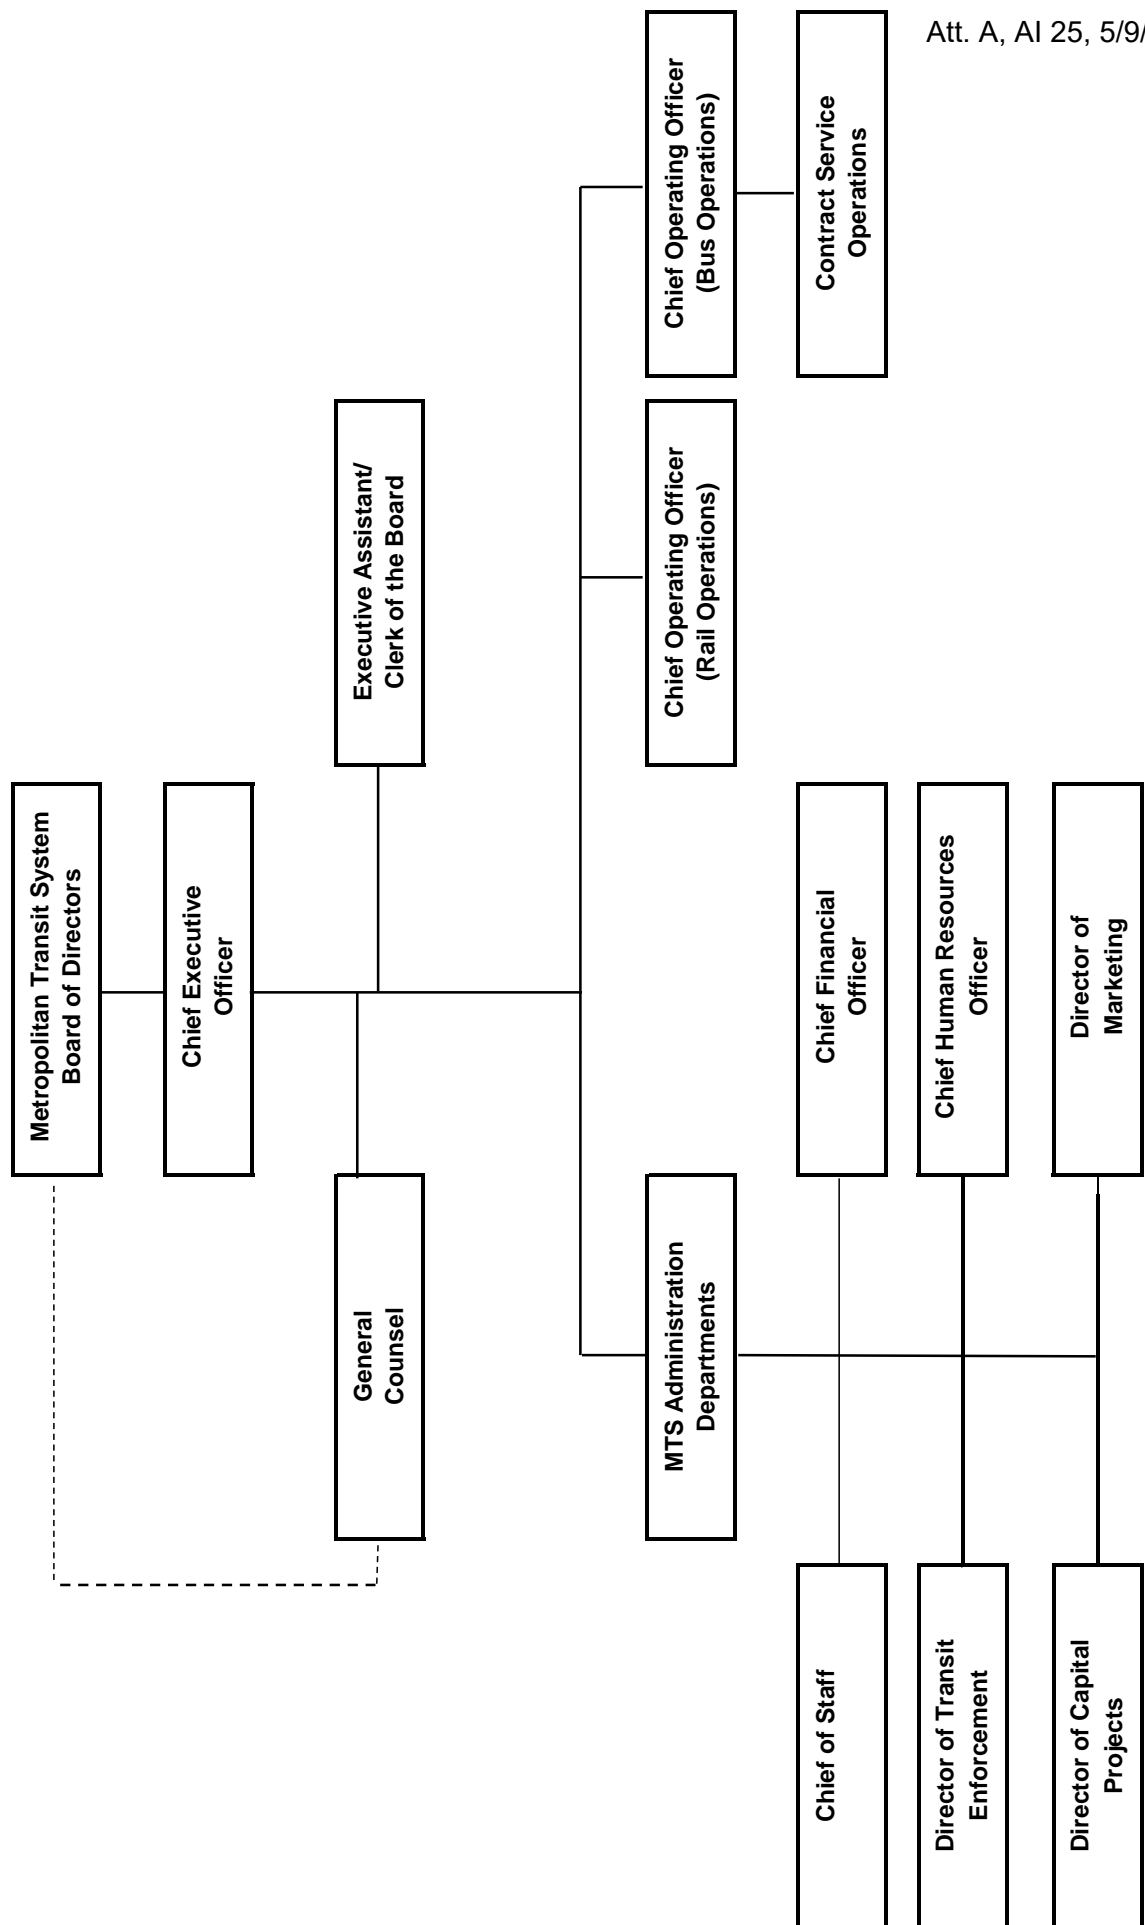 Att. A, AI 25, 5/9/
Metropolitan Transit System
Board of Directors
Chief Executive
Officer
General
Counsel
Executive Assistant/
Clerk of the Board
MTS Administration
Departments
Chief Operating Officer
(Rail Operations)
Chief Operating Officer
(Bus Operations)
Chief of Staff
Chief Financial
Officer
Contract Service
Operations
Director of Transit
Enforcement
Chief Human Resources
Officer
Director of Capital
Projects
Director of
Marketing